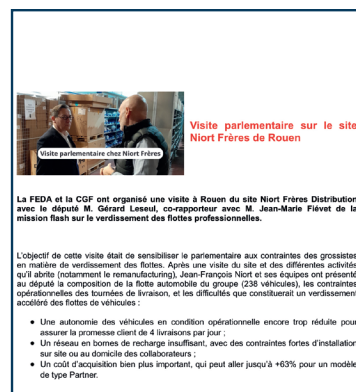 Visite parlementaire chez Niort Frères
Visite parlementaire sur le site
Niort Frères de Rouen
La FEDA et la CGF ont organisé une visite à Rouen du site Niort Frères Distribution
avec le député M. Gérard Leseul, co-rapporteur avec M. Jean-Marie Fiévet de la
mission flash sur le verdissement des flottes professionnelles.
L'objectif de cette visite était de sensibiliser le parlementaire aux contraintes des grossistes
en matière de verdissement des flottes. Après une visite du site et des différentes activités
qu'il abrite (notamment le remanufacturing), Jean-François Niort et ses équipes ont présenté
au député la composition de la flotte automobile du groupe (238 véhicules), les contraintes
opérationnelles des tournées de livraison, et les difficultés que constituerait un verdissement
accéléré des flottes de véhicules :
● Une autonomie des véhicules en condition opérationnelle encore trop réduite pour
assurer la promesse client de 4 livraisons par jour ;
● Un réseau en bornes de recharge insuffisant, avec des contraintes fortes d'installation
sur site ou au domicile des collaborateurs ;
● Un coût d'acquisition bien plus important, qui peut aller jusqu'à +63% pour un modèle
de type Partner.